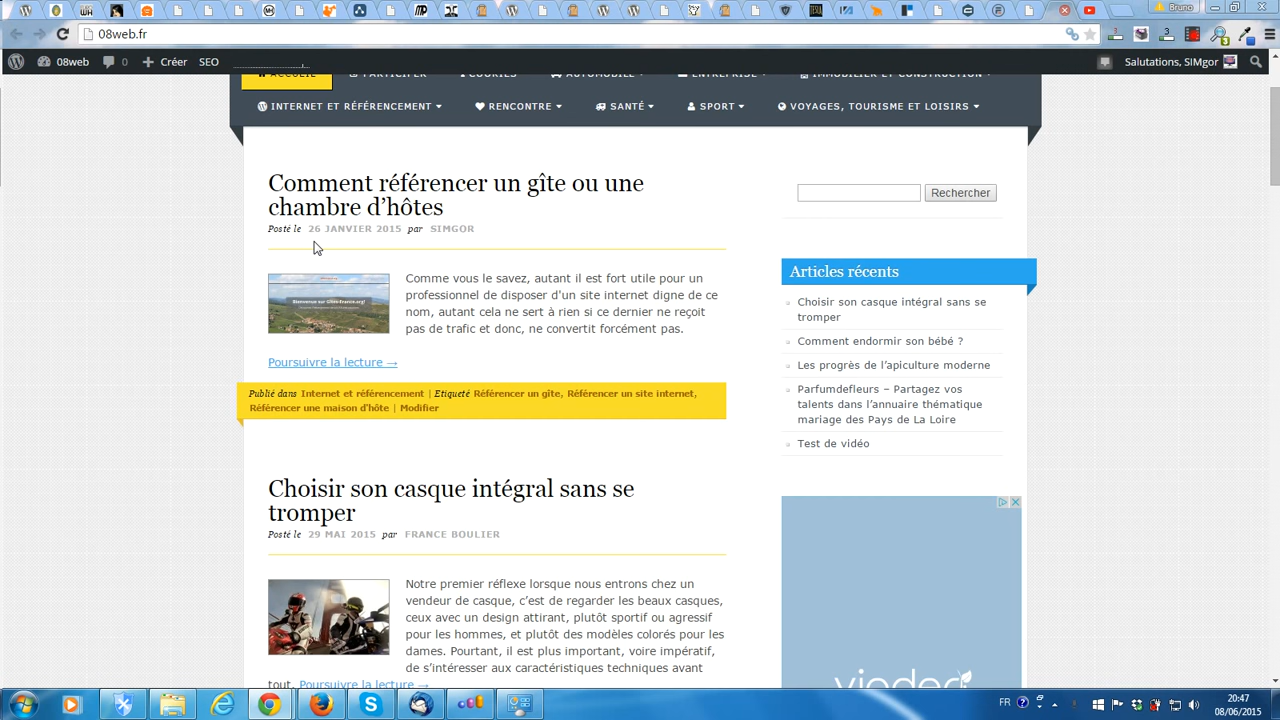 Bruno
08web.fr
08web 0 Créer SEO Salutations, SIMgor
ACCUEIL PARTICIPER COOKIES AUTOMOBILE ENTREPRISE IMMOBILIER ET CONSTRUCTION
INTERNET ET RÉFÉRENCEMENT RENCONTRE SANTÉ SPORT VOYAGES, TOURISME ET LOISIRS
Comment référencer un gîte ou une
chambre d’hôtes
Posté le 26 JANVIER 2015 par SIMGOR
Comme vous le savez, autant il est fort utile pour un
professionnel de disposer d'un site internet digne de ce
nom, autant cela ne sert à rien si ce dernier ne reçoit
pas de trafic et donc, ne convertit forcément pas.
Poursuivre la lecture →
Publié dans Internet et référencement | Etiqueté Référencer un gîte, Référencer un site internet,
Référencer une maison d'hôte | Modifier
Choisir son casque intégral sans se
tromper
Posté le 29 MAI 2015 par FRANCE BOULIER
Notre premier réflexe lorsque nous entrons chez un
vendeur de casque, c’est de regarder les beaux casques,
ceux avec un design attirant, plutôt sportif ou agressif
pour les hommes, et plutôt des modèles colorés pour les
dames. Pourtant, il est plus important, voire impératif,
de s’intéresser aux caractéristiques techniques avant
tout. Poursuivre la lecture →
Rechercher
Articles récents
Choisir son casque intégral sans se
tromper
Comment endormir son bébé ?
Les progrès de l’apiculture moderne
Parfumdefleurs – Partagez vos
talents dans l’annuaire thématique
mariage des Pays de La Loire
Test de vidéo
viadeo
FR
20:47
08/06/2015